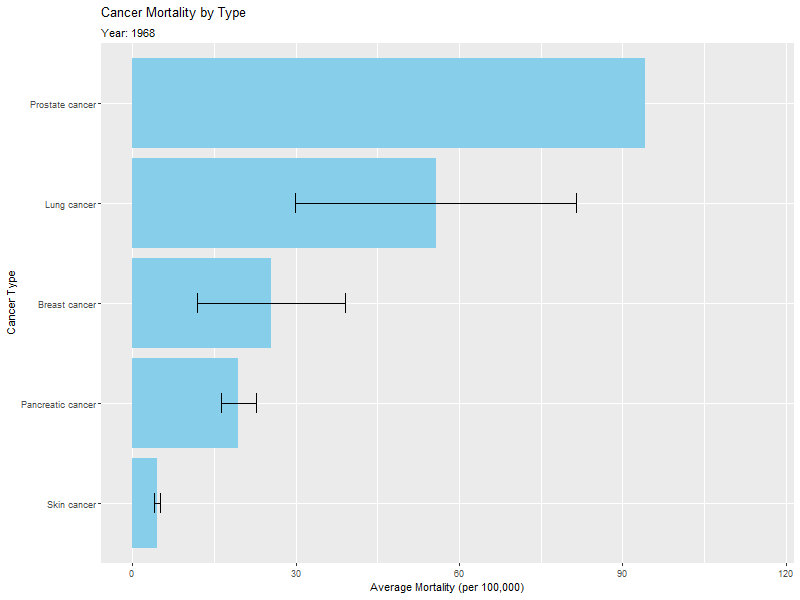 Cancer Mortality by Type
Year: 1968
Cancer Type
Prostate cancer
Lung cancer
Breast cancer
Pancreatic cancer
Skin cancer
0 30 60 90 120
Average Mortality (per 100,000)